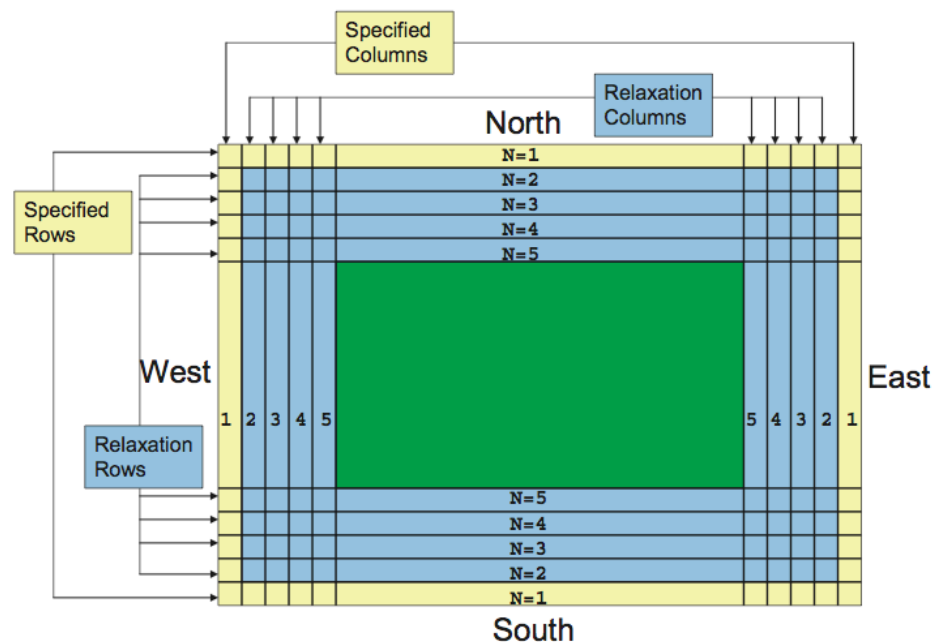 Specified
Columns
Relaxation
Columns
North
N=1
N=2
Specified
Rows
N=3
N=4
N=5
West
East
1 2 3 4 5
5 4 3 2 1
Relaxation
Rows
N=5
N=4
N=3
N=2
N=1
South